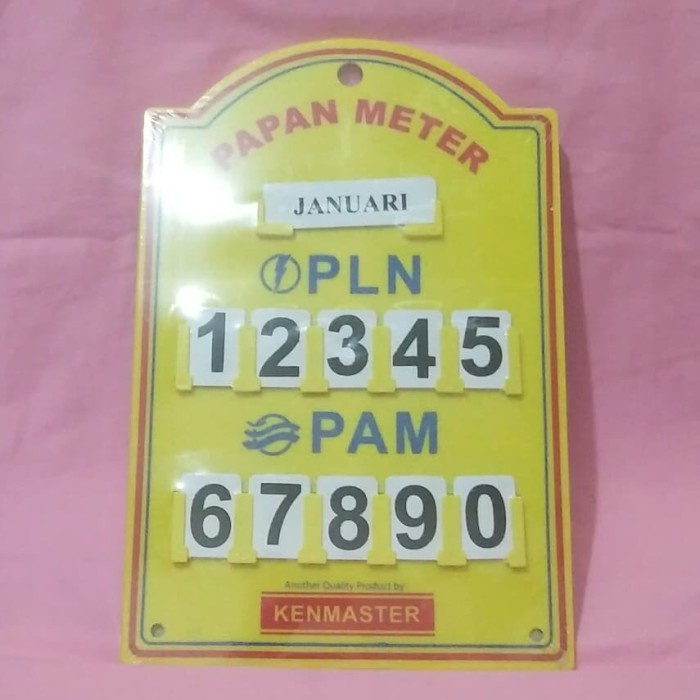 PAPAN METER
JANUARI
PLN
12345
PAM
67890
Another Quality Product by
KENMASTER